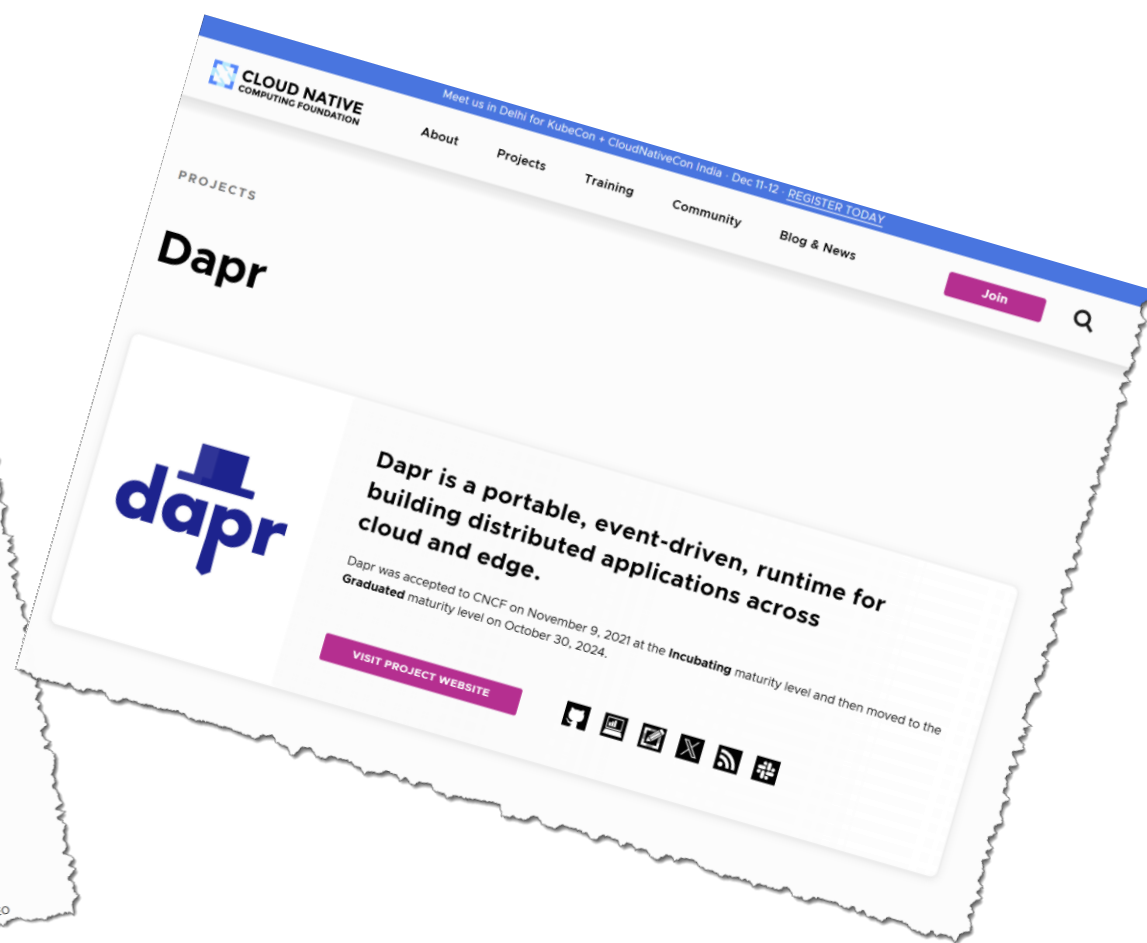 Meet us in Delhi for KubeCon + CloudNativeCon India · Dec 11-12 · REGISTER TODAY
CLOUD NATIVE
COMPUTING FOUNDATION
About
Projects
Training
Community
Blog & News
Join
PROJECTS
Dapr
dapr
Dapr is a portable, event-driven, runtime for
building distributed applications across
cloud and edge.
Dapr was accepted to CNCF on November 9, 2021 at the Incubating maturity level and then moved to the
Graduated maturity level on October 30, 2024.
VISIT PROJECT WEBSITE